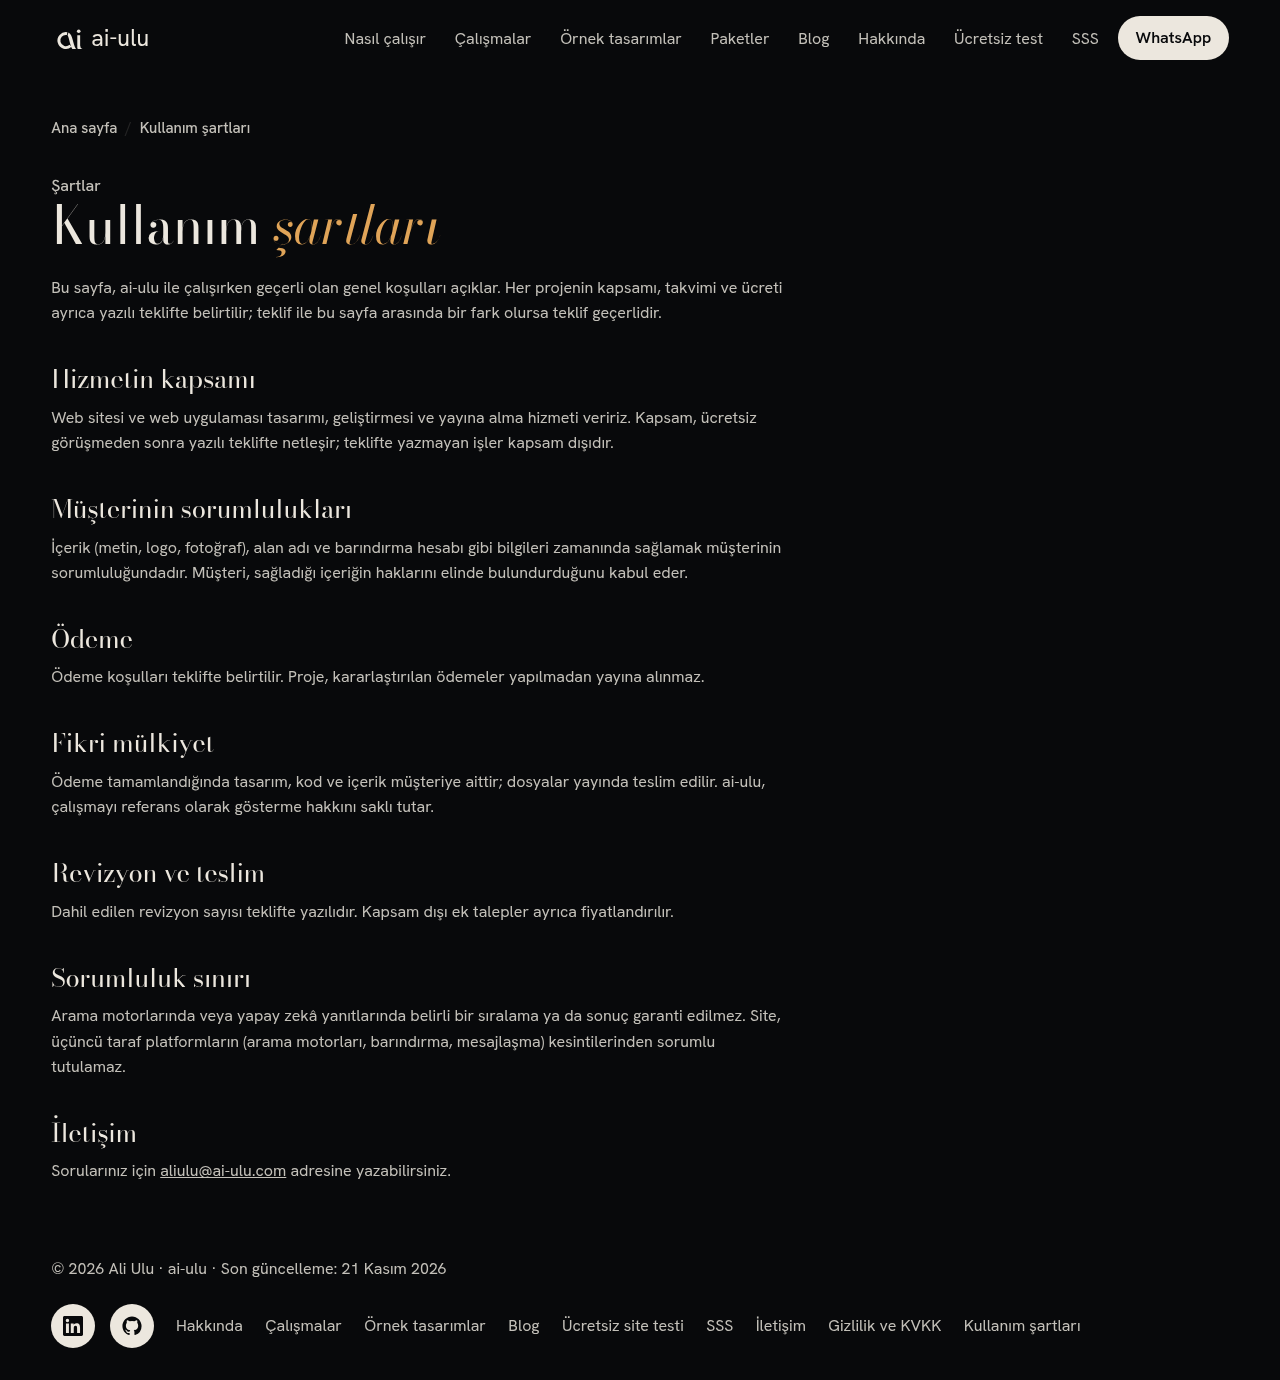 ai ai-ulu
Nasıl çalışır Çalışmalar Örnek tasarımlar Paketler Blog Hakkında Ücretsiz test SSS WhatsApp
Ana sayfa / Kullanım şartları
Şartlar
Kullanım şartları
Bu sayfa, ai-ulu ile çalışırken geçerli olan genel koşulları açıklar. Her projenin kapsamı, takvimi ve ücreti
ayrıca yazılı teklifte belirtilir; teklif ile bu sayfa arasında bir fark olursa teklif geçerlidir.
Hizmetin kapsamı
Web sitesi ve web uygulaması tasarımı, geliştirmesi ve yayına alma hizmeti veririz. Kapsam, ücretsiz
görüşmeden sonra yazılı teklifte netleşir; teklifte yazmayan işler kapsam dışıdır.
Müşterinin sorumlulukları
İçerik (metin, logo, fotoğraf), alan adı ve barındırma hesabı gibi bilgileri zamanında sağlamak müşterinin
sorumluluğundadır. Müşteri, sağladığı içeriğin haklarını elinde bulundurduğunu kabul eder.
Ödeme
Ödeme koşulları teklifte belirtilir. Proje, kararlaştırılan ödemeler yapılmadan yayına alınmaz.
Fikri mülkiyet
Ödeme tamamlandığında tasarım, kod ve içerik müşteriye aittir; dosyalar yayında teslim edilir. ai-ulu,
çalışmayı referans olarak gösterme hakkını saklı tutar.
Revizyon ve teslim
Dahil edilen revizyon sayısı teklifte yazılıdır. Kapsam dışı ek talepler ayrıca fiyatlandırılır.
Sorumluluk sınırı
Arama motorlarında veya yapay zekâ yanıtlarında belirli bir sıralama ya da sonuç garanti edilmez. Site,
üçüncü taraf platformların (arama motorları, barındırma, mesajlaşma) kesintilerinden sorumlu
tutulamaz.
İletişim
Sorularınız için aliulu@ai-ulu.com adresine yazabilirsiniz.
© 2026 Ali Ulu · ai-ulu · Son güncelleme: 21 Kasım 2026
in Hakkında Çalışmalar Örnek tasarımlar Blog Ücretsiz site testi SSS İletişim Gizlilik ve KVKK Kullanım şartları